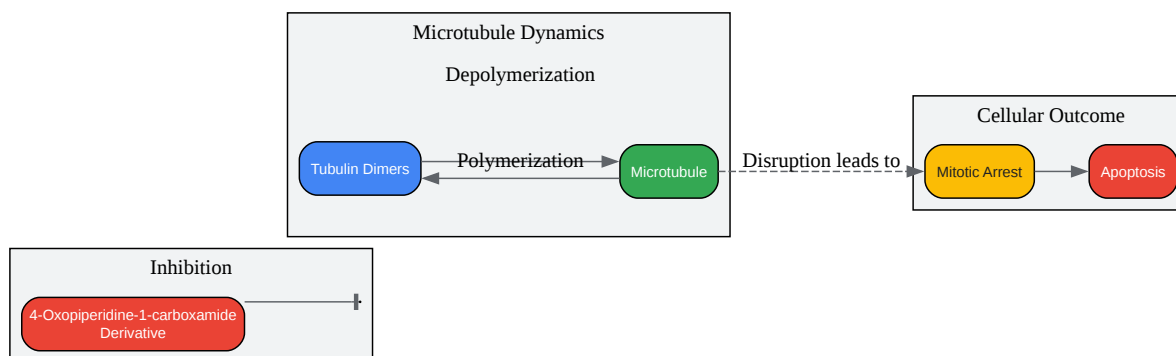 Microtubule Dynamics
Depolymerization
Tubulin Dimers
Polymerization
Microtubule
Disruption leads to
Cellular Outcome
Mitotic Arrest
Apoptosis
Inhibition
4-Oxopiperidine-1-carboxamide
Derivative